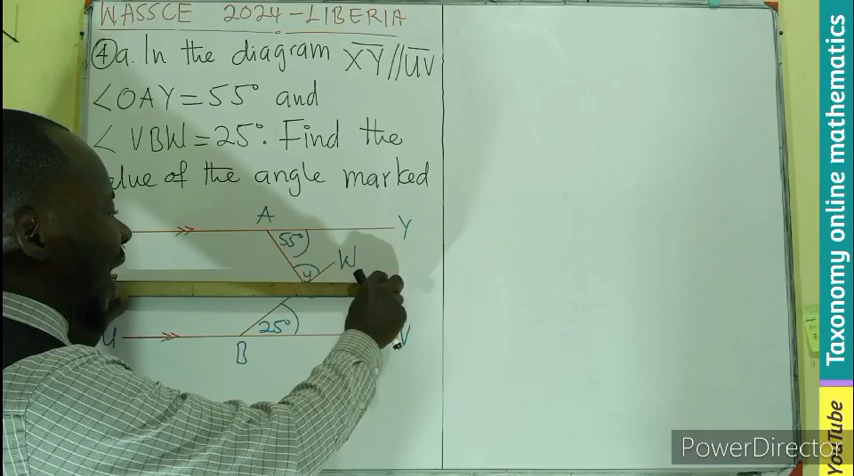 WASSCE 2024 - LIBERIA
④a. In the diagram XY//UV
∠OAY = 55° and
∠VBW = 25°. Find the
of the angle marked
A
Y
55°
W
y
U
25°
V
B
Taxonomy online mathematics
YouTube
PowerDirector